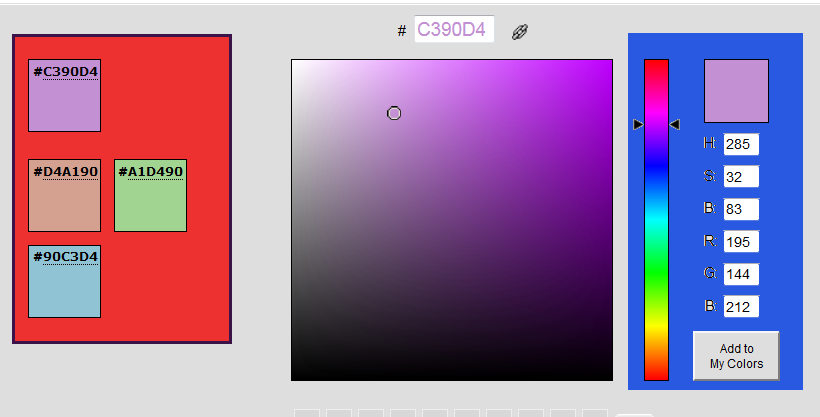 # C390D4
#C390D4
#D4A190 #A1D490
#90C3D4
H: 285
S: 32
B: 83
R: 195
G: 144
B: 212
Add to
My Colors